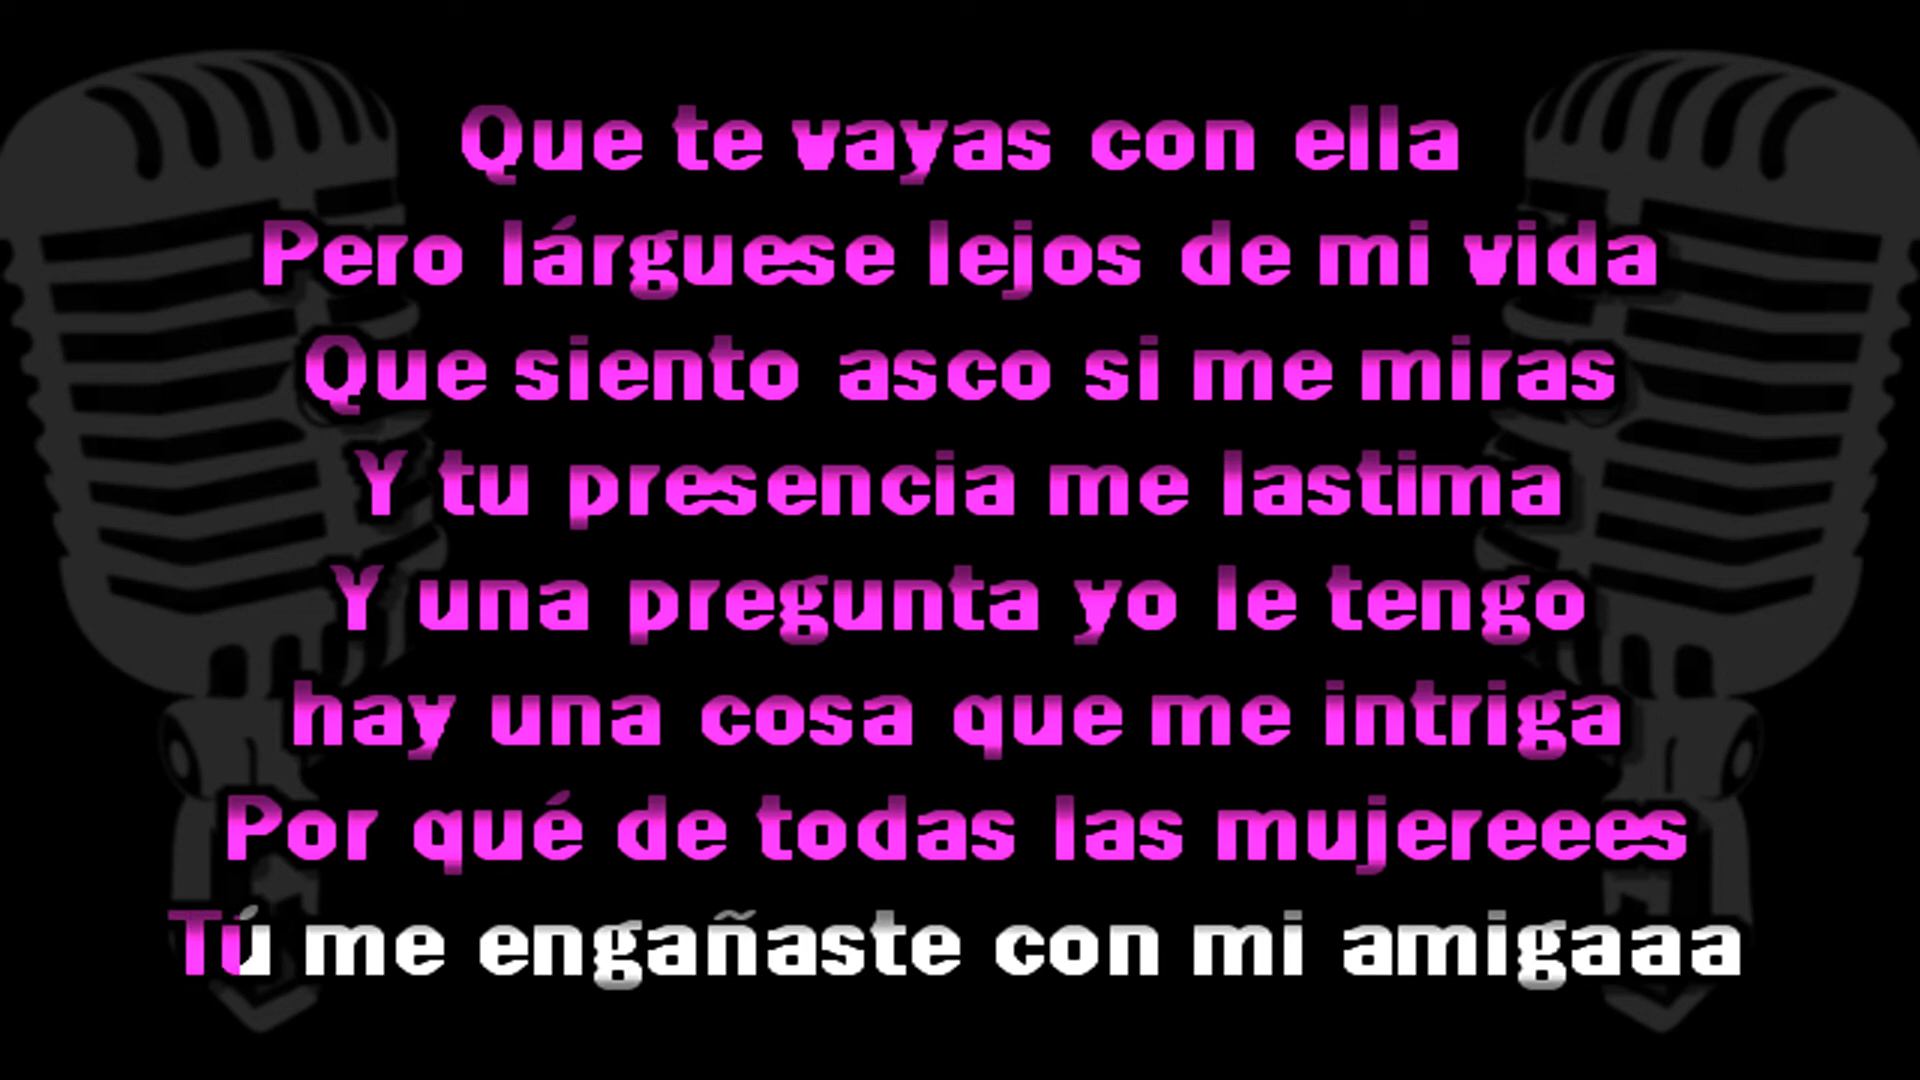 Que te vayas con ella
Pero lárguese lejos de mi vida
Que siento asco si me miras
Y tu presencia me lastima
Y una pregunta yo le tengo
hay una cosa que me intriga
Por qué de todas las mujereees
Tú me engañaste con mi amigaaa